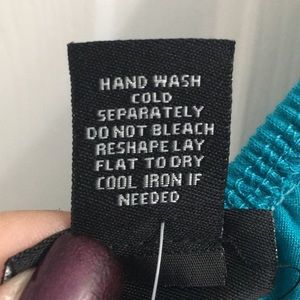 HAND WASH
COLD
SEPARATELY
DO NOT BLEACH
RESHAPE LAY
FLAT TO DRY
COOL IRON IF
NEEDED